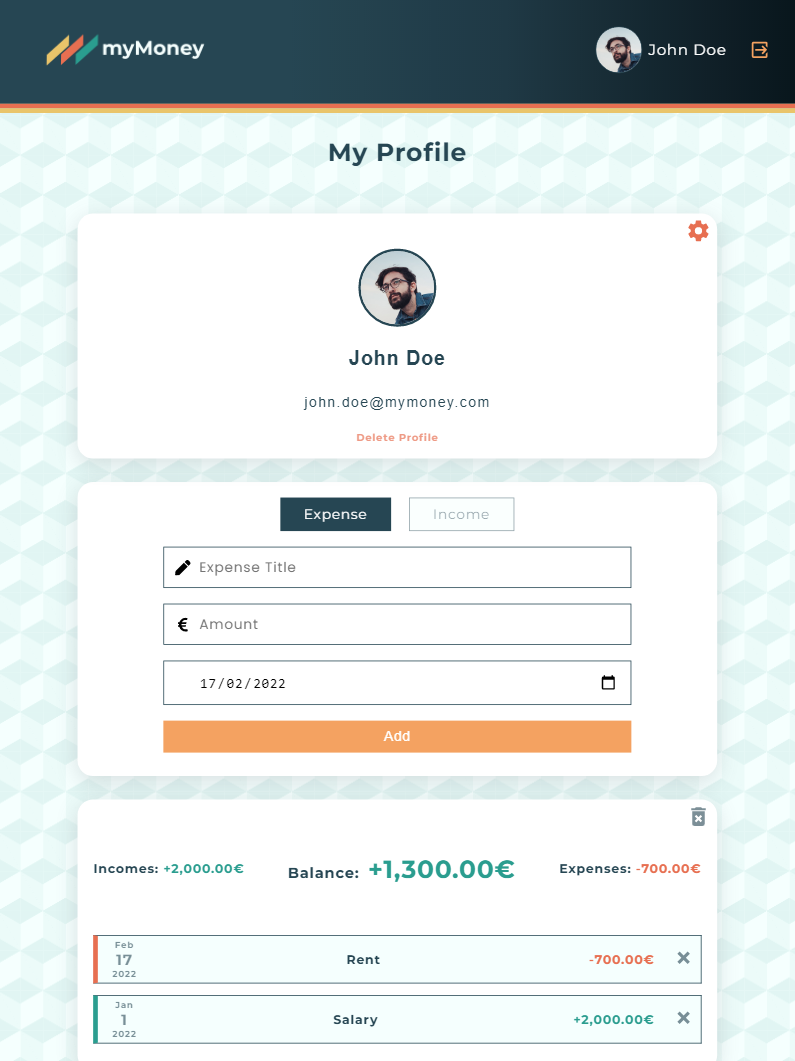 myMoney
John Doe
My Profile
John Doe
john.doe@mymoney.com
Delete Profile
Expense Income
Expense Title
€ Amount
17/02/2022
Add
Incomes: +2,000.00€ Balance: +1,300.00€ Expenses: -700.00€
Feb
17
2022
Rent
-700.00€
Jan
1
2022
Salary
+2,000.00€